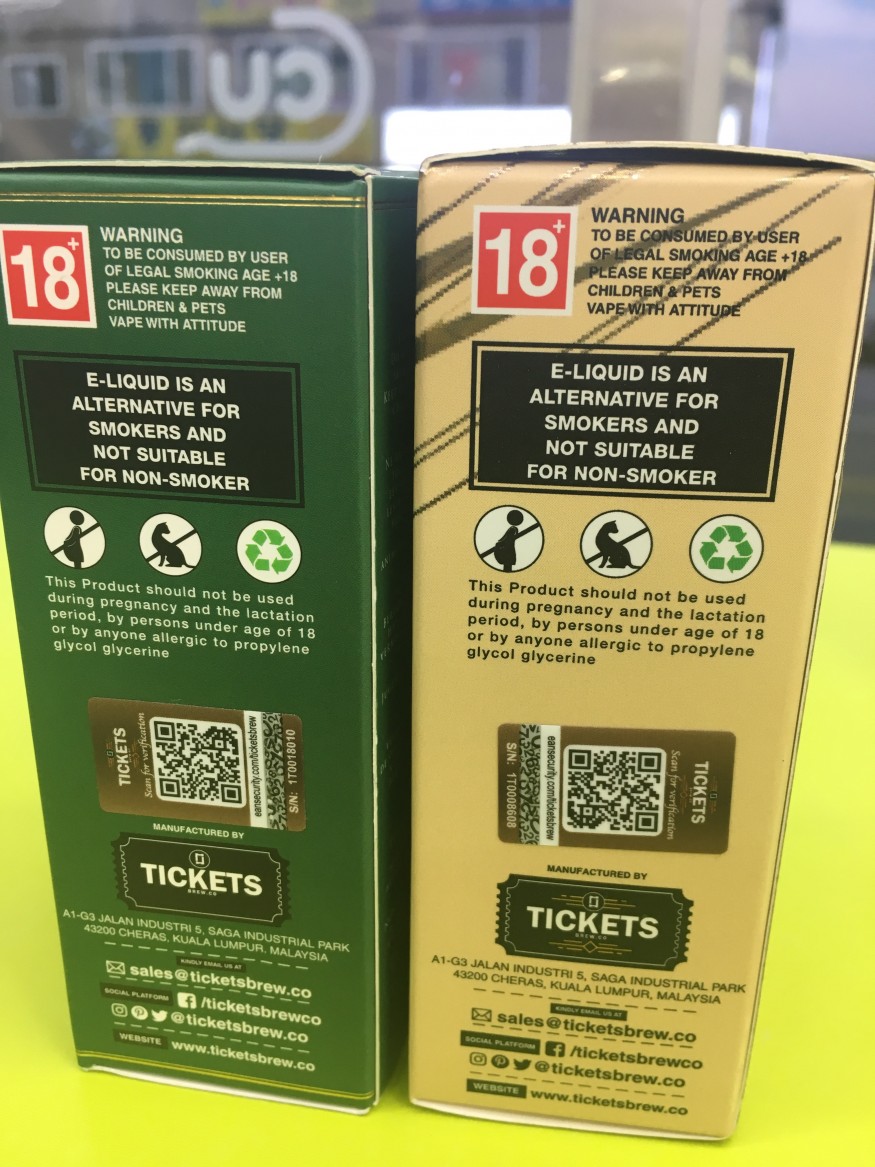 18+
WARNING
TO BE CONSUMED BY USER
OF LEGAL SMOKING AGE +18
PLEASE KEEP AWAY FROM
CHILDREN & PETS
VAPE WITH ATTITUDE
E-LIQUID IS AN
ALTERNATIVE FOR
SMOKERS AND
NOT SUITABLE
FOR NON-SMOKER
This Product should not be used
during pregnancy and the lactation
period, by persons under age of 18
or by anyone allergic to propylene
glycol glycerine
TICKETS
Scan for verification
eansecurity.com/ticketsbrew
S/N: 1T0018010
MANUFACTURED BY
TICKETS
BREW.CO
A1-G3 JALAN INDUSTRI 5, SAGA INDUSTRIAL PARK
43200 CHERAS, KUALA LUMPUR, MALAYSIA
KINDLY EMAIL US AT
sales@ticketsbrew.co
SOCIAL PLATFORM
/ticketsbrewco
@ticketsbrew.co
WEBSITE
www.ticketsbrew.co
18+
WARNING
TO BE CONSUMED BY USER
OF LEGAL SMOKING AGE +18
PLEASE KEEP AWAY FROM
CHILDREN & PETS
VAPE WITH ATTITUDE
E-LIQUID IS AN
ALTERNATIVE FOR
SMOKERS AND
NOT SUITABLE
FOR NON-SMOKER
This Product should not be used
during pregnancy and the lactation
period, by persons under age of 18
or by anyone allergic to propylene
glycol glycerine
S/N: 1T0008608
eansecurity.com/ticketsbrew
Scan for verification
TICKETS
MANUFACTURED BY
TICKETS
BREW.CO
A1-G3 JALAN INDUSTRI 5, SAGA INDUSTRIAL PARK
43200 CHERAS, KUALA LUMPUR, MALAYSIA
KINDLY EMAIL US AT
sales@ticketsbrew.co
SOCIAL PLATFORM
/ticketsbrewco
@ticketsbrew.co
WEBSITE
www.ticketsbrew.co